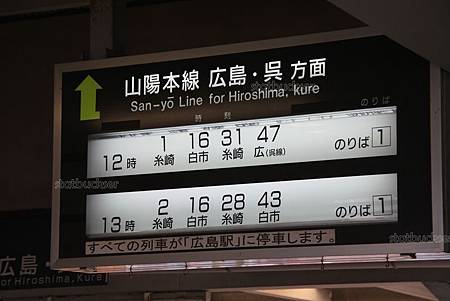 山陽本線 広島・呉 方面
San-yo Line for Hiroshima, Kure
時 刻 のりば
1 16 31 47
12時 糸崎 白市 糸崎 広(呉線) のりば 1
2 16 28 43
13時 糸崎 白市 糸崎 白市 のりば 1
すべての列車が「広島駅」に停車します。
広島・